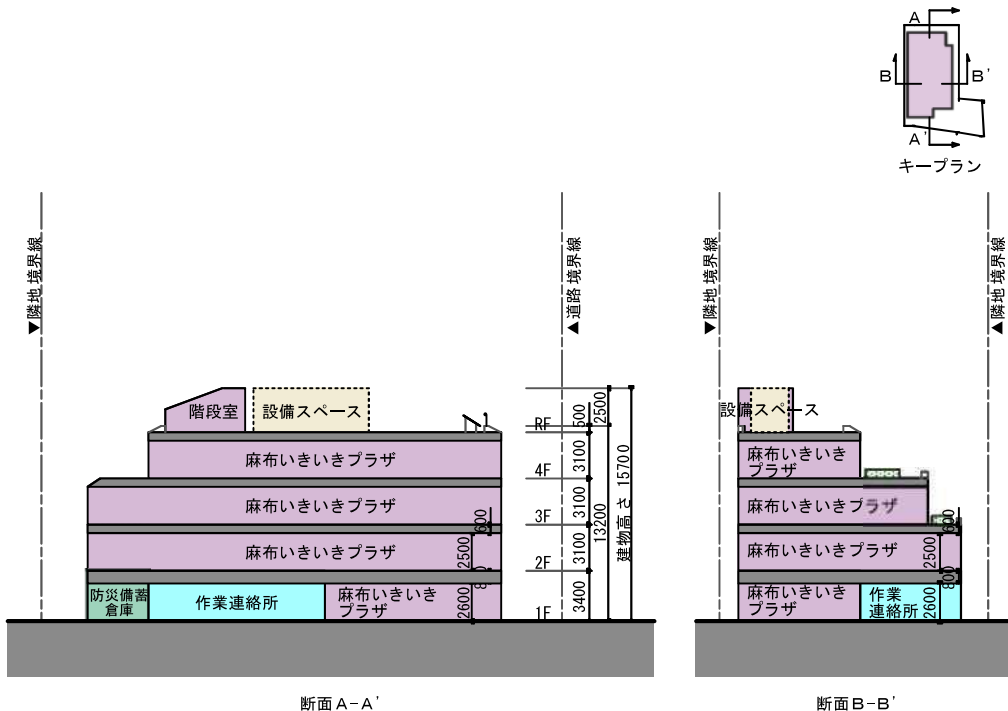 A
B
B'
A'
キープラン
▼隣地境界線
▲道路境界線
▼隣地境界線
▲隣地境界線
階段室
設備スペース
麻布いきいきプラザ
麻布いきいきプラザ
麻布いきいきプラザ
防災備蓄
倉庫
作業連絡所
麻布いきいき
プラザ
600
2500
2600
RF
4F
3F
2F
1F
600
3100
3100
3100
3400
2500
13200
建物高さ 15700
設備スペース
麻布いきいき
プラザ
麻布いきいきプラザ
麻布いきいきプラザ
麻布いきいき
プラザ
作業
連絡所
600
2500
800
2600
断面A-A'
断面B-B'